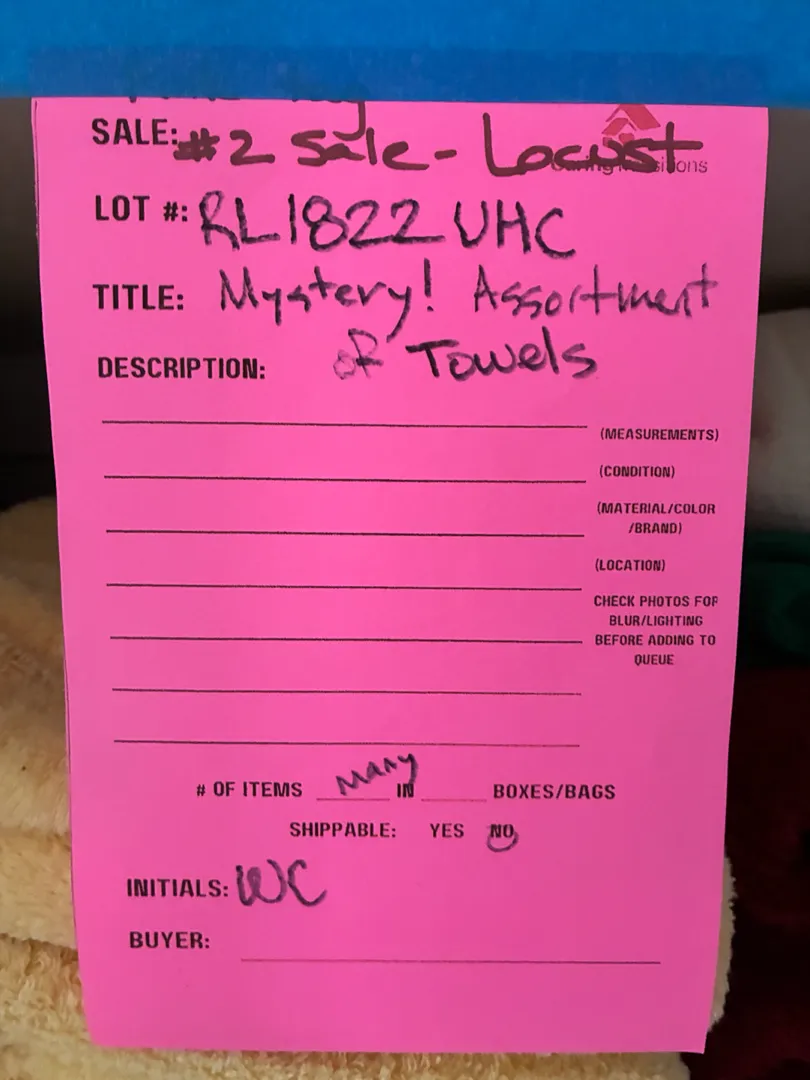 SALE: #2 Sale - Locust
LOT #: RL1822 UHC
TITLE: Mystery! Assortment
DESCRIPTION: of Towels
(MEASUREMENTS)
(CONDITION)
(MATERIAL/COLOR
/BRAND)
(LOCATION)
CHECK PHOTOS FOR
BLUR/LIGHTING
BEFORE ADDING TO
QUEUE
# OF ITEMS Many IN BOXES/BAGS
SHIPPABLE: YES NO
INITIALS: WC
BUYER: